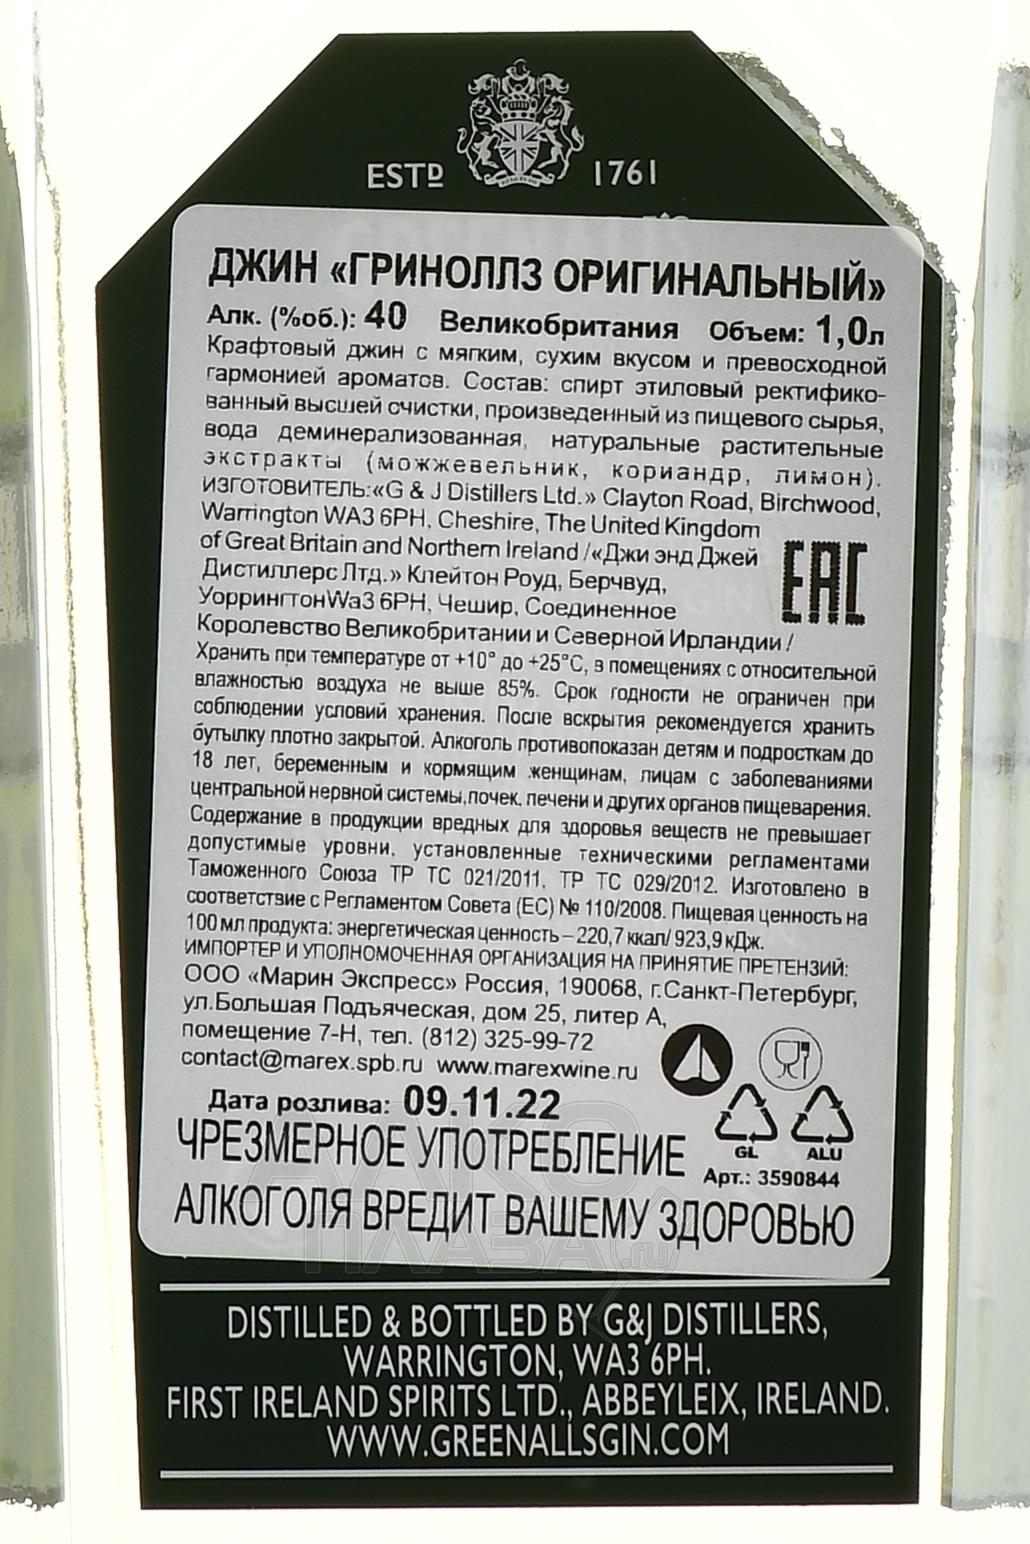 ESTD 1761
ДЖИН «ГРИНОЛЛЗ ОРИГИНАЛЬНЫЙ»
Алк. (%об.): 40 Великобритания Объем: 1,0л
Крафтовый джин с мягким, сухим вкусом и превосходной
гармонией ароматов. Состав: спирт этиловый ректифико-
ванный высшей очистки, произведенный из пищевого сырья,
вода деминерализованная, натуральные растительные
экстракты (можжевельник, кориандр, лимон).
ИЗГОТОВИТЕЛЬ:«G & J Distillers Ltd.» Clayton Road, Birchwood,
Warrington WA3 6PH, Cheshire, The United Kingdom
of Great Britain and Northern Ireland /«Джи энд Джей
Дистиллерс Лтд.» Клейтон Роуд, Берчвуд,
УоррингтонWa3 6PH, Чешир, Соединенное
Королевство Великобритании и Северной Ирландии /
EAC
Хранить при температуре от +10° до +25°С, в помещениях с относительной
влажностью воздуха не выше 85%. Срок годности не ограничен при
соблюдении условий хранения. После вскрытия рекомендуется хранить
бутылку плотно закрытой. Алкоголь противопоказан детям и подросткам до
18 лет, беременным и кормящим женщинам, лицам с заболеваниями
центральной нервной системы,почек, печени и других органов пищеварения.
Содержание в продукции вредных для здоровья веществ не превышает
допустимые уровни, установленные техническими регламентами
Таможенного Союза ТР ТС 021/2011, ТР ТС 029/2012. Изготовлено в
соответствие с Регламентом Совета (ЕС) № 110/2008. Пищевая ценность на
100 мл продукта: энергетическая ценность – 220,7 ккал/ 923,9 кДж.
ИМПОРТЕР И УПОЛНОМОЧЕННАЯ ОРГАНИЗАЦИЯ НА ПРИНЯТИЕ ПРЕТЕНЗИЙ:
ООО «Марин Экспресс» Россия, 190068, г.Санкт-Петербург,
ул.Большая Подъяческая, дом 25, литер А,
помещение 7-Н, тел. (812) 325-99-72
contact@marex.spb.ru www.marexwine.ru
Дата розлива: 09.11.22
GL ALU
Арт.: 3590844
ЧРЕЗМЕРНОЕ УПОТРЕБЛЕНИЕ
АЛКОГОЛЯ ВРЕДИТ ВАШЕМУ ЗДОРОВЬЮ
АЛКО
ПЛАЗА.ru
DISTILLED & BOTTLED BY G&J DISTILLERS,
WARRINGTON, WA3 6PH.
FIRST IRELAND SPIRITS LTD., ABBEYLEIX, IRELAND.
WWW.GREENALLSGIN.COM